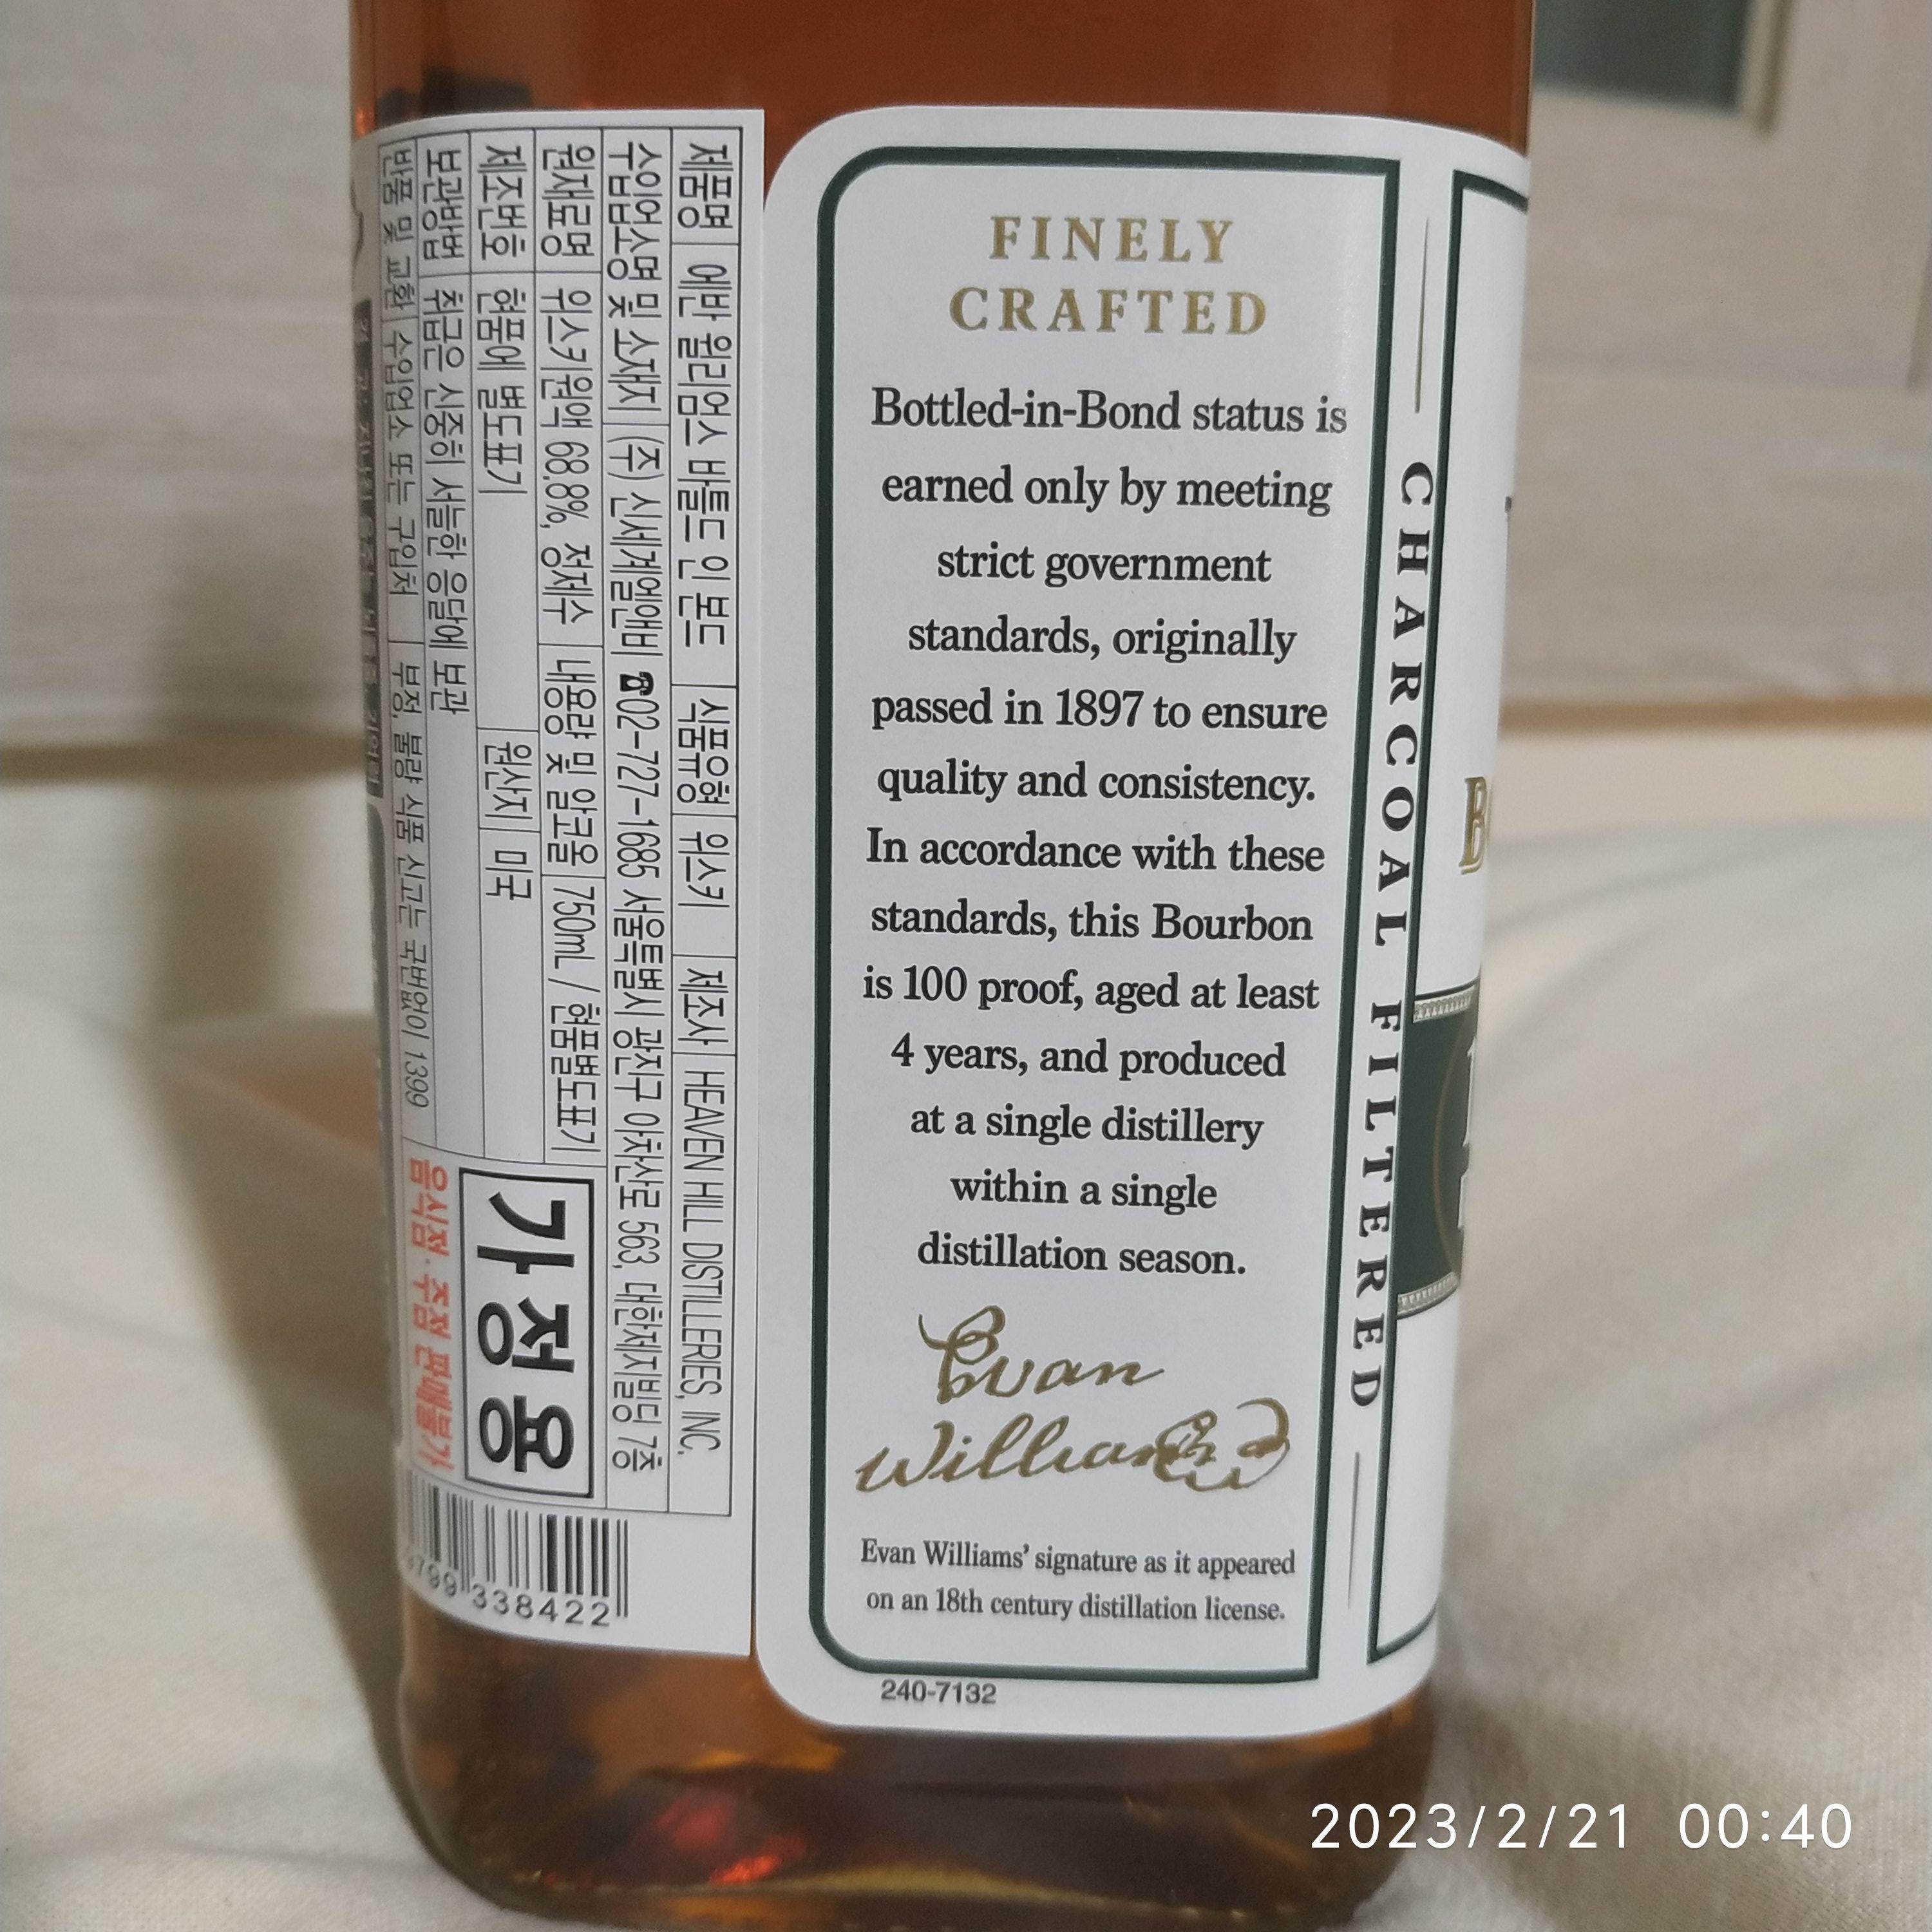 FINELY
CRAFTED
Bottled-in-Bond status is
earned only by meeting
strict government
standards, originally
passed in 1897 to ensure
quality and consistency.
In accordance with these
standards, this Bourbon
is 100 proof, aged at least
4 years, and produced
at a single distillery
within a single
distillation season.
Evan
Williams
Evan Williams' signature as it appeared
on an 18th century distillation license.
240-7132
CHARCOAL FILTERED
제품명 에반 윌리엄스 바틀드 인 본드 식품유형 위스키 제조사 HEAVEN HILL DISTILLERIES, INC.
수입업소명 및 소재지 (주) 신세계엘앤비 ☎02-727-1685 서울특별시 광진구 아차산로 563, 대한제지빌딩 7층
원재료명 위스키원액 68.8%, 정제수 내용량 및 알코올 750mL / 현품별도표기
제조번호 현품에 별도표기 원산지 미국
보관방법 취급은 신중히 서늘한 응달에 보관
반품 및 교환 수입업소 또는 구입처 부정, 불량 식품 신고는 국번없이 1399
가정용
음식점·주점 판매불가
338422
2023/2/21 00:40